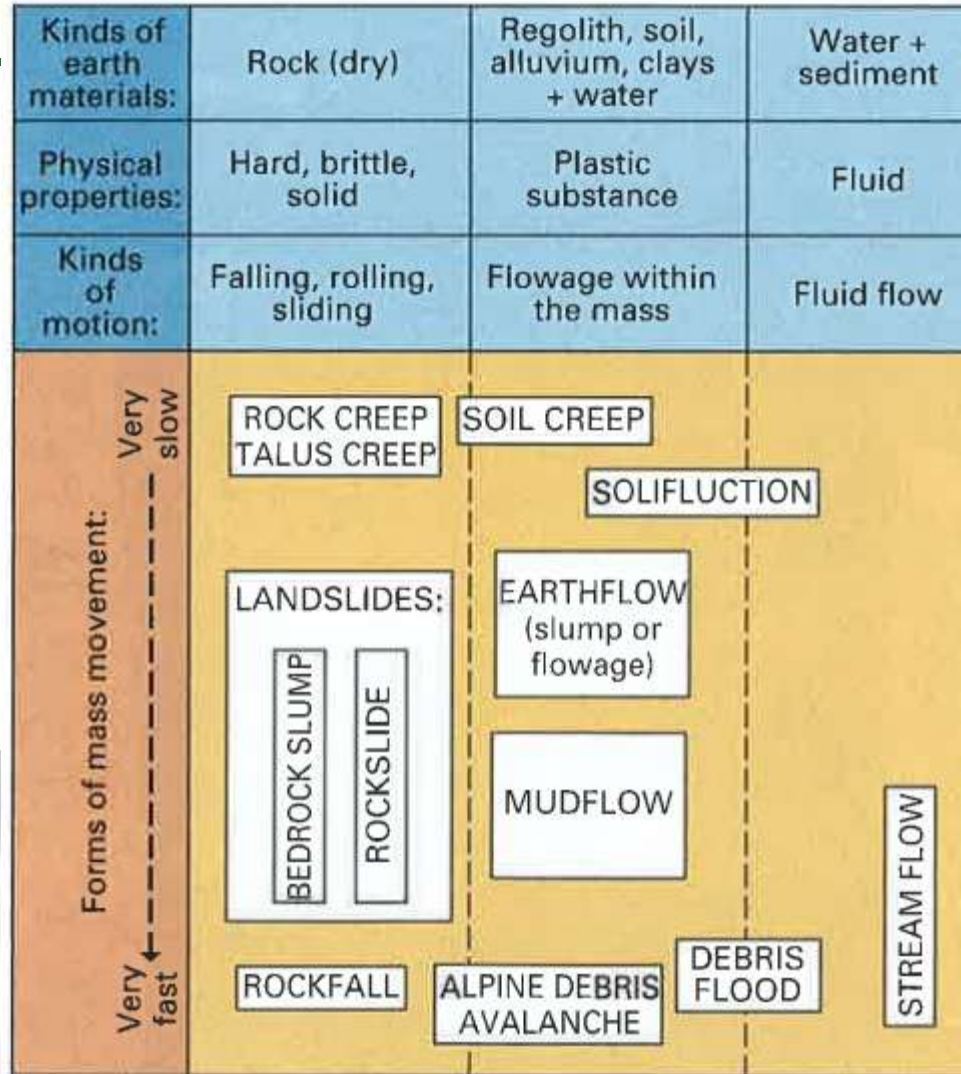 Kinds of
earth
materials:
Rock (dry)
Regolith, soil,
alluvium, clays
+ water
Water +
sediment
Physical
properties:
Hard, brittle,
solid
Plastic
substance
Fluid
Kinds
of
motion:
Falling, rolling,
sliding
Flowage within
the mass
Fluid flow
Forms of mass movement:
Very
slow
Very
fast
ROCK CREEP
TALUS CREEP
SOIL CREEP
SOLIFLUCTION
LANDSLIDES:
BEDROCK SLUMP
ROCKSLIDE
EARTHFLOW
(slump or
flowage)
MUDFLOW
STREAM FLOW
ROCKFALL
ALPINE DEBRIS
AVALANCHE
DEBRIS
FLOOD